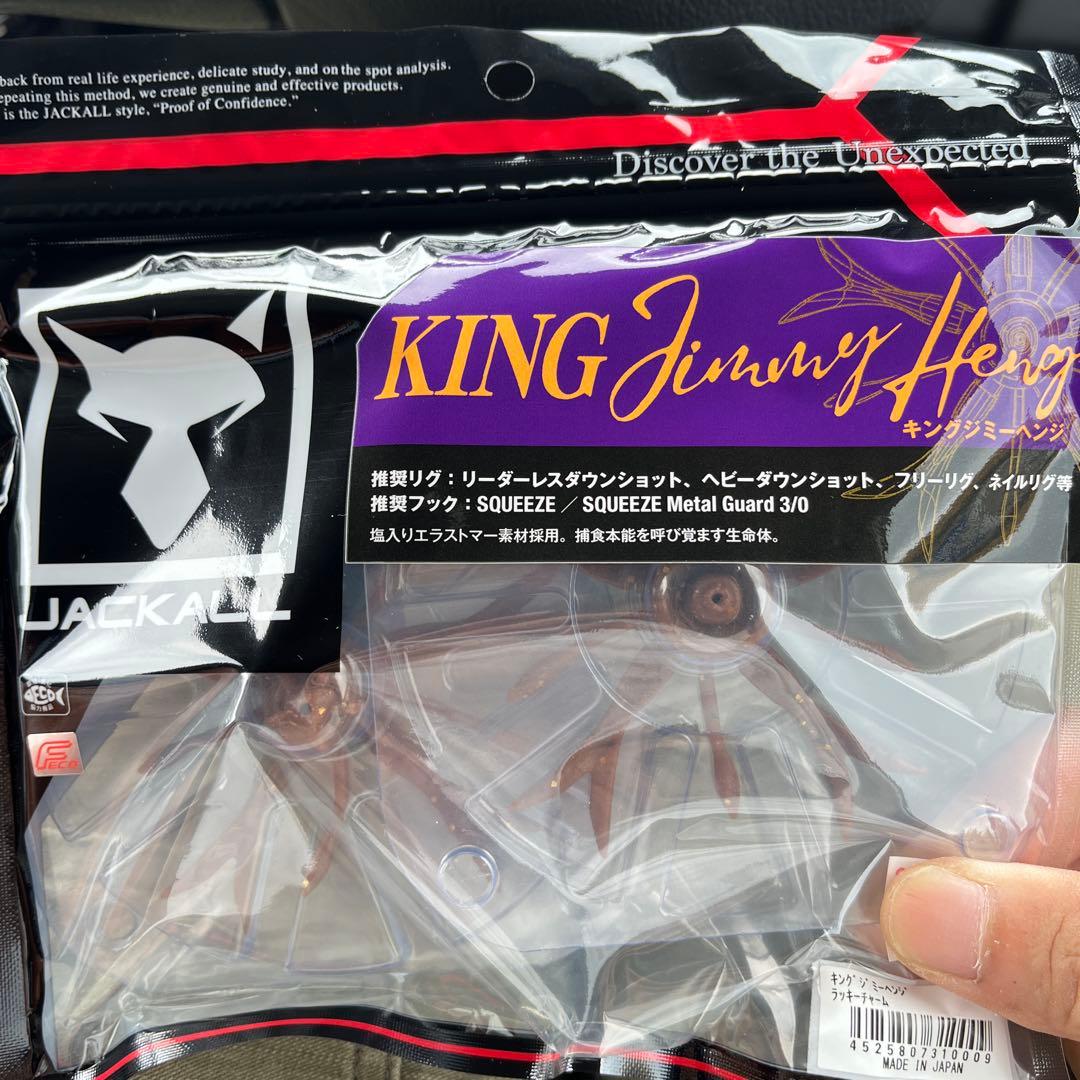 back from real life experience, delicate study, and on the spot analysis.
epeating this method, we create genuine and effective products.
is the JACKALL style, "Proof of Confidence."
Discover the Unexpected
KING Jimmy Heng
キングジミーヘンジ
推奨リグ：リーダーレスダウンショット、ヘビーダウンショット、フリーリグ、ネイルリグ等
推奨フック：SQUEEZE／SQUEEZE Metal Guard 3/0
塩入りエラストマー素材採用。捕食本能を呼び覚ます生命体。
JACKALL
ECO
協力商品
FECO
ｷﾝｸﾞｼﾞﾐｰﾍﾝｼﾞ
ﾗｯｷｰﾁｬｰﾑ
4525807310009
MADE IN JAPAN